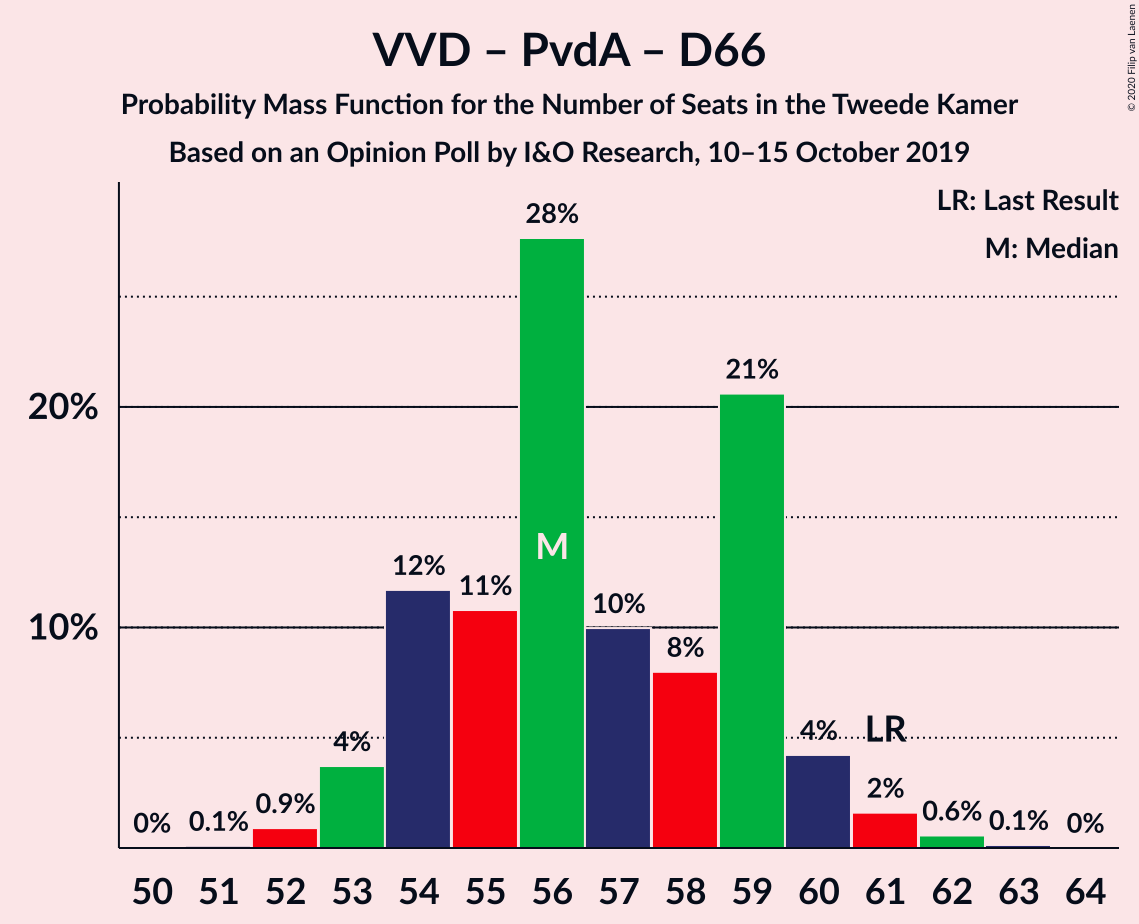 VVD – PvdA – D66
Probability Mass Function for the Number of Seats in the Tweede Kamer
Based on an Opinion Poll by I&O Research, 10–15 October 2019
© 2020 Filip van Laenen
LR: Last Result
M: Median
28%
21%
20%
M
12%
11%
10%
8%
10%
4%
4%
LR
2%
0%
0.1%
0.9%
0.6%
0.1%
0%
50 51 52 53 54 55 56 57 58 59 60 61 62 63 64